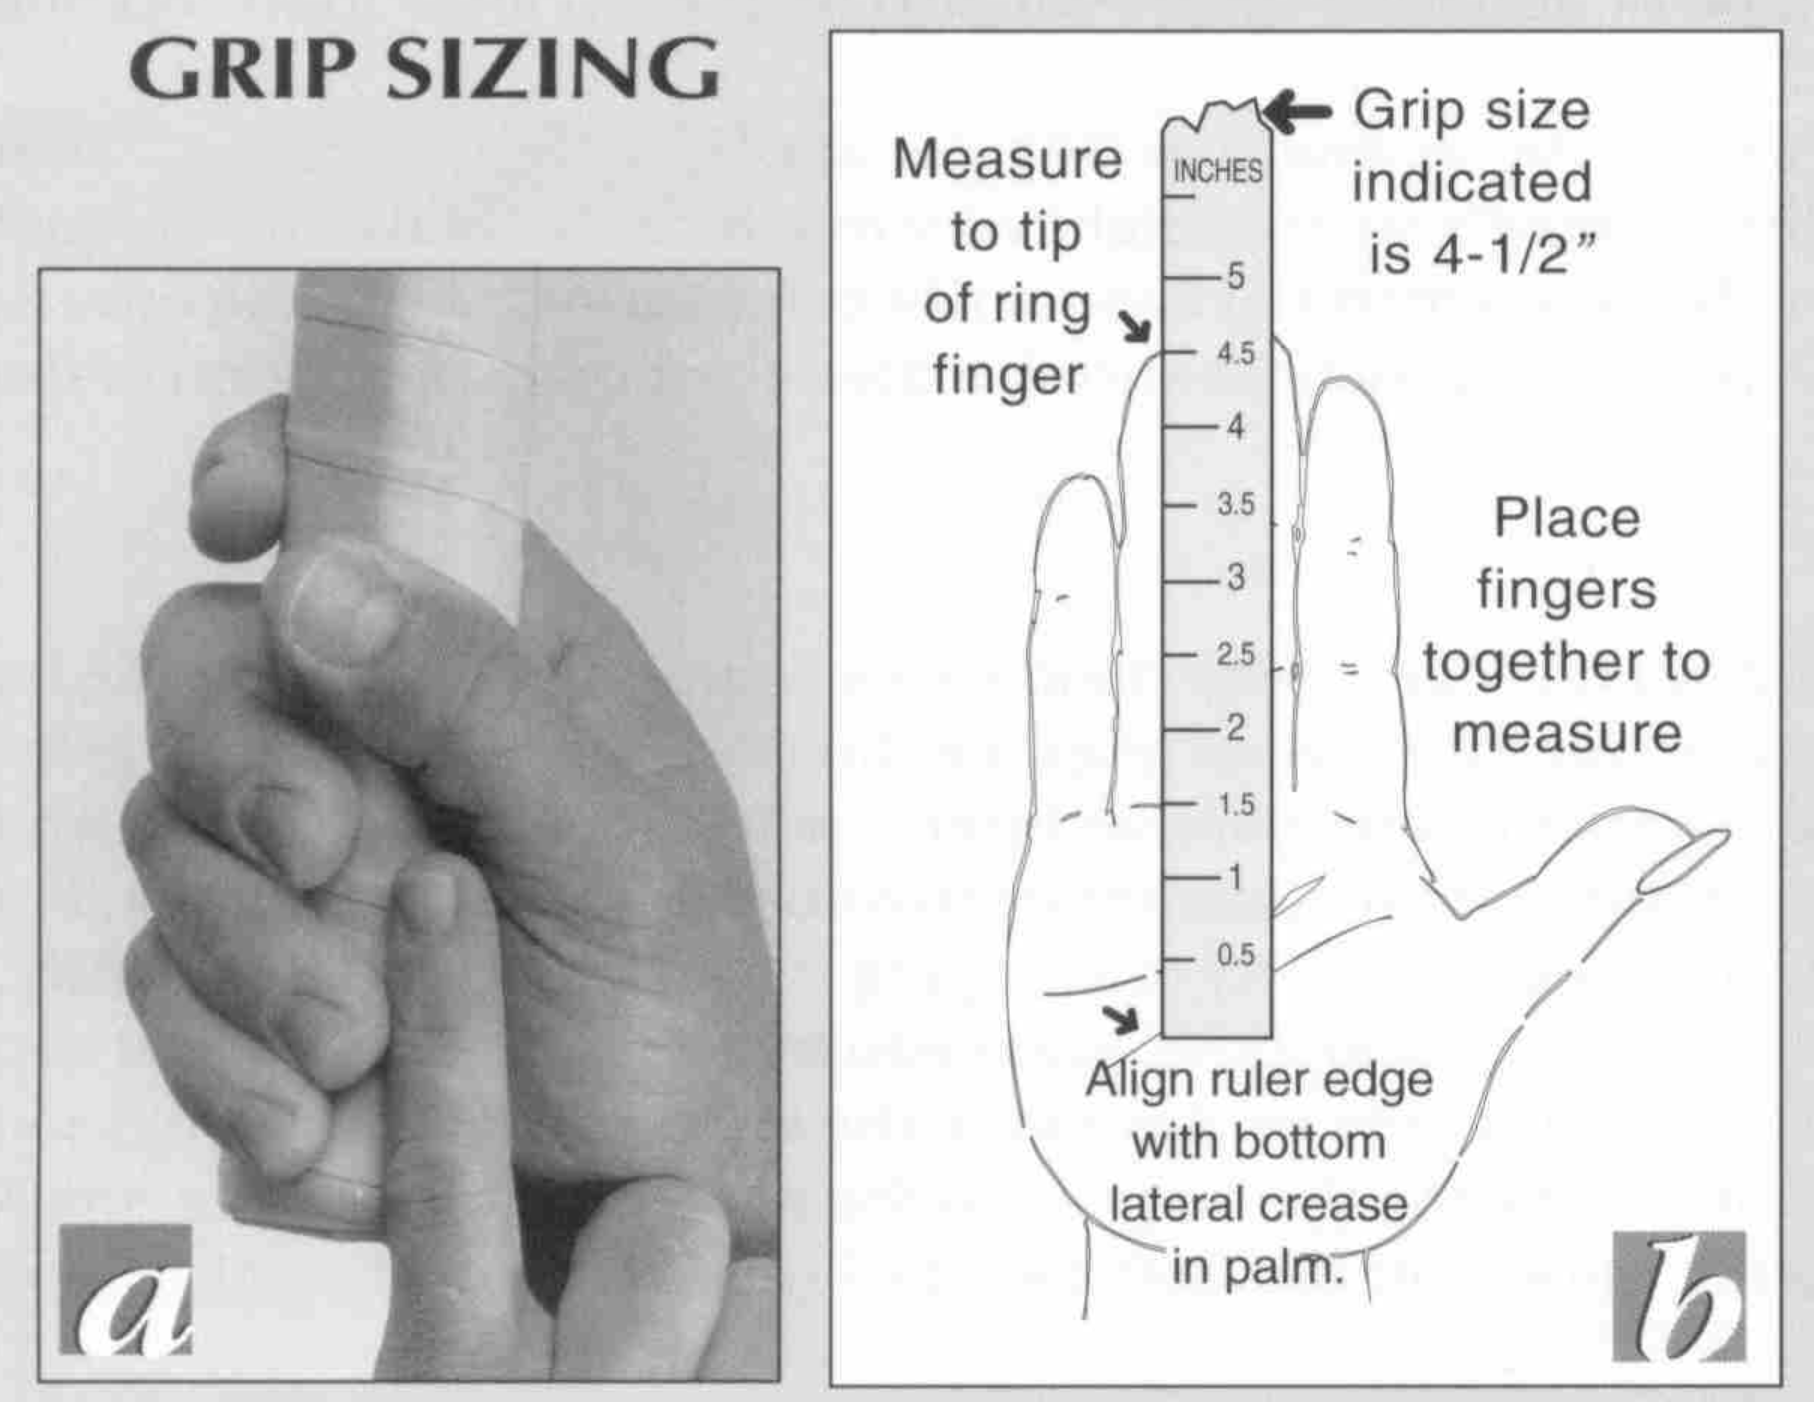 GRIP SIZING
a
Measure
to tip
of ring
finger
Grip size
indicated
is 4-1/2”
INCHES
5
4.5
4
3.5
3
2.5
2
1.5
1
0.5
Place
fingers
together to
measure
Align ruler edge
with bottom
lateral crease
in palm.
b